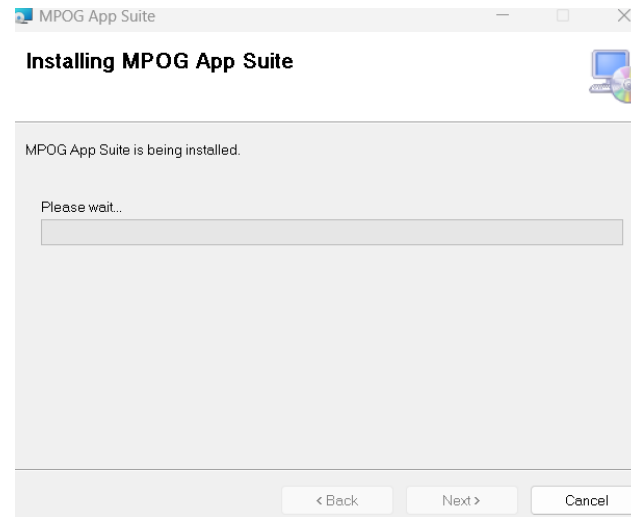 MPOG App Suite
Installing MPOG App Suite
MPOG App Suite is being installed.
Please wait...
< Back Next > Cancel